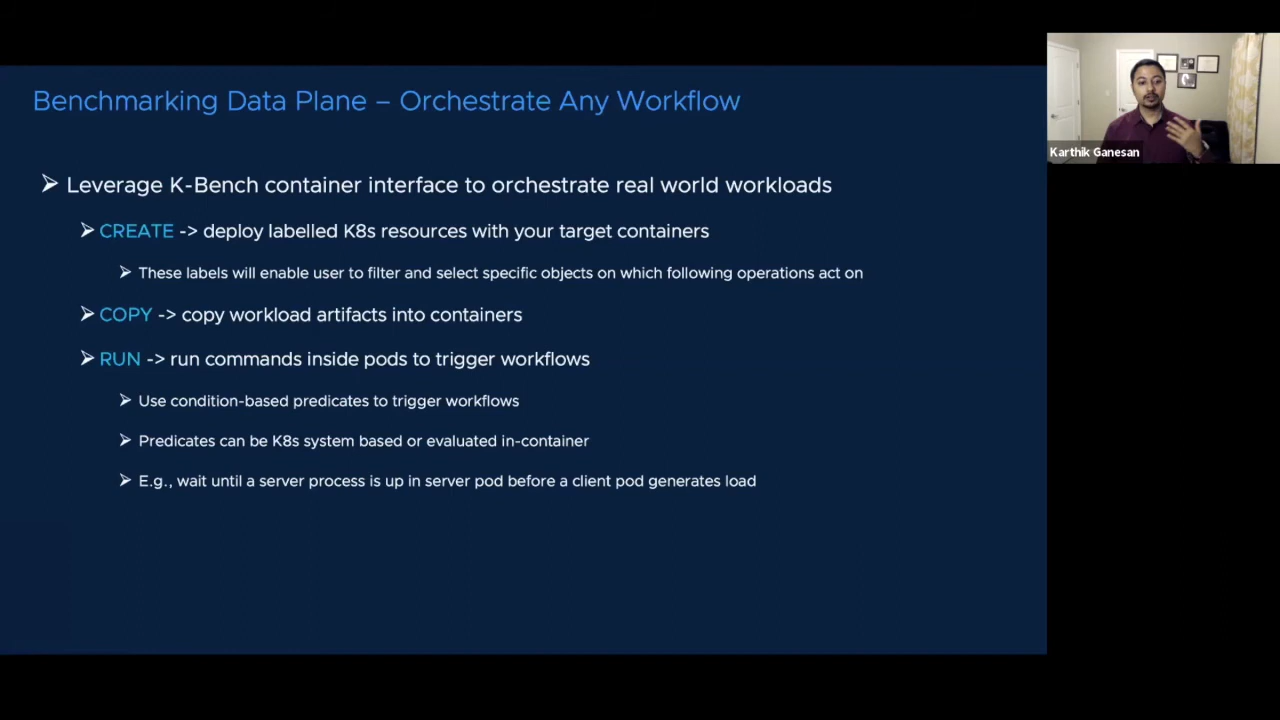 Benchmarking Data Plane – Orchestrate Any Workflow
Leverage K-Bench container interface to orchestrate real world workloads
CREATE -> deploy labelled K8s resources with your target containers
These labels will enable user to filter and select specific objects on which following operations act on
COPY -> copy workload artifacts into containers
RUN -> run commands inside pods to trigger workflows
Use condition-based predicates to trigger workflows
Predicates can be K8s system based or evaluated in-container
E.g., wait until a server process is up in server pod before a client pod generates load
Karthik Ganesan